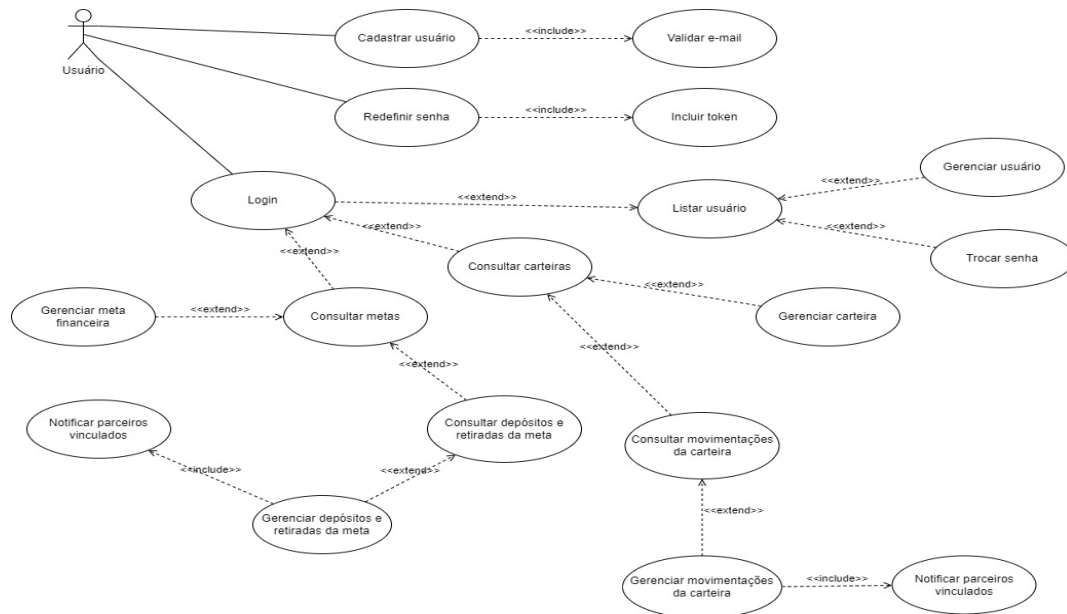 Usuário
Cadastrar usuário
<<include>>
Validar e-mail
Redefinir senha
<<include>>
Incluir token
Gerenciar usuário
<<extend>>
Login
<<extend>>
Listar usuário
<<extend>>
<<extend>>
<<extend>>
Trocar senha
Consultar carteiras
<<extend>>
Gerenciar meta
financeira
<<extend>>
Consultar metas
Gerenciar carteira
<<extend>>
<<extend>>
Notificar parceiros
vinculados
Consultar depósitos e
retiradas da meta
Consultar movimentações
da carteira
<<include>>
<<extend>>
Gerenciar depósitos e
retiradas da meta
<<extend>>
Gerenciar movimentações
da carteira
<<include>>
Notificar parceiros
vinculados